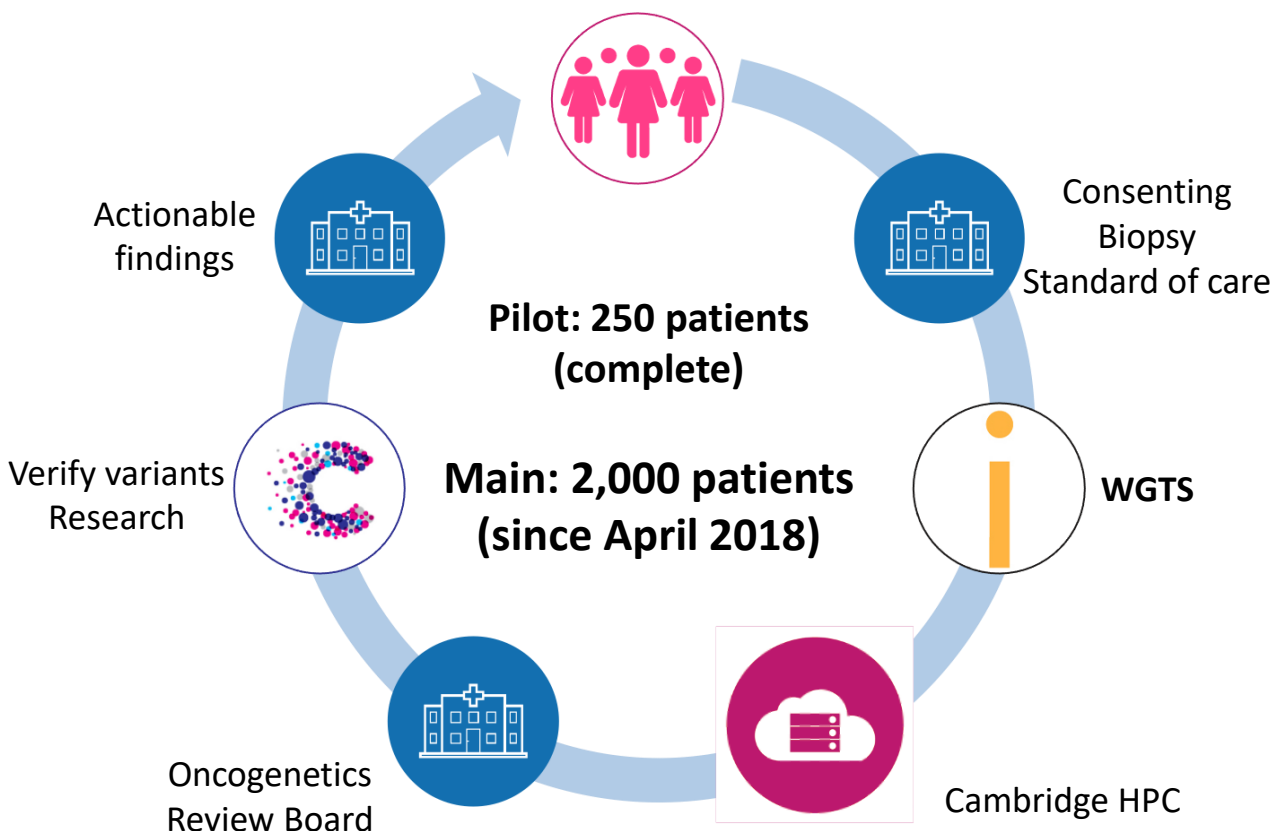 Consenting
Biopsy
Standard of care
Actionable
findings
Pilot: 250 patients
(complete)
Main: 2,000 patients
(since April 2018)
Verify variants
Research
WGTS
Oncogenetics
Review Board
Cambridge HPC